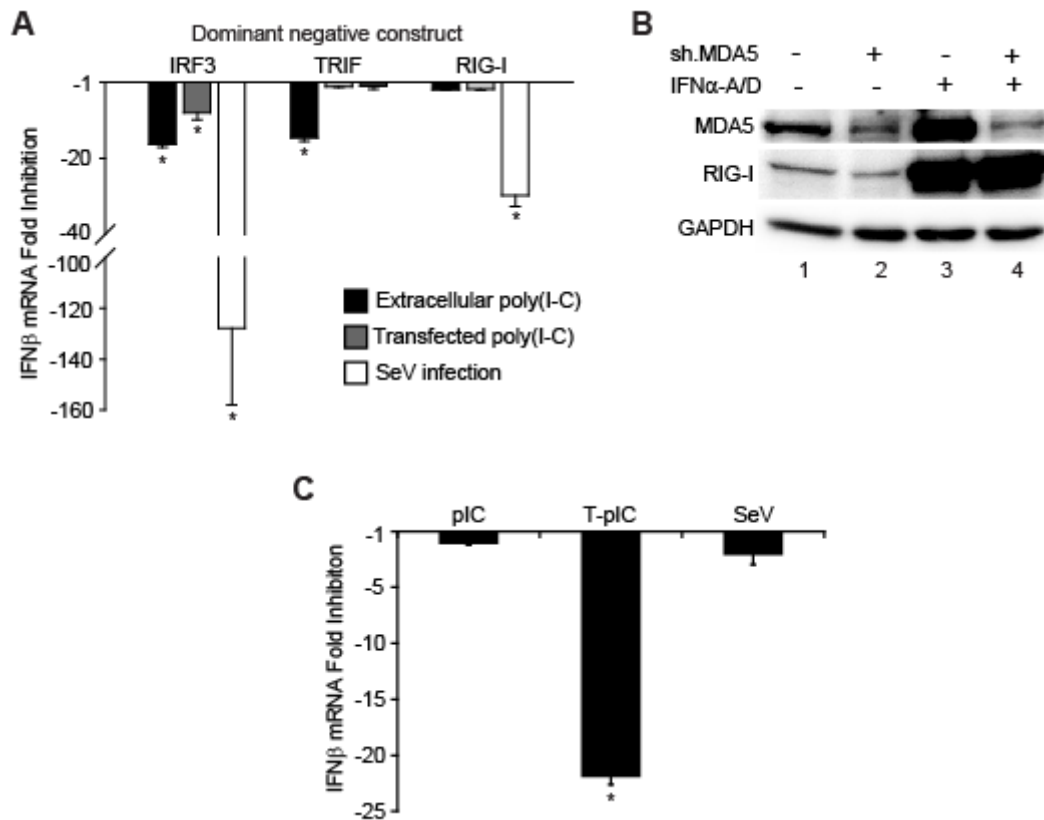 A
Dominant negative construct
IRF3 TRIF RIG-I
-1
-20
-40
-100
-120
-140
-160
IFNβ mRNA Fold Inhibition
*
*
*
*
*
Extracellular poly(I-C)
Transfected poly(I-C)
SeV infection
B
sh.MDA5 - + - +
IFNα-A/D - - + +
MDA5
RIG-I
GAPDH
1 2 3 4
C
pIC T-pIC SeV
-1
-5
-10
-15
-20
-25
IFNβ mRNA Fold Inhibiton
*